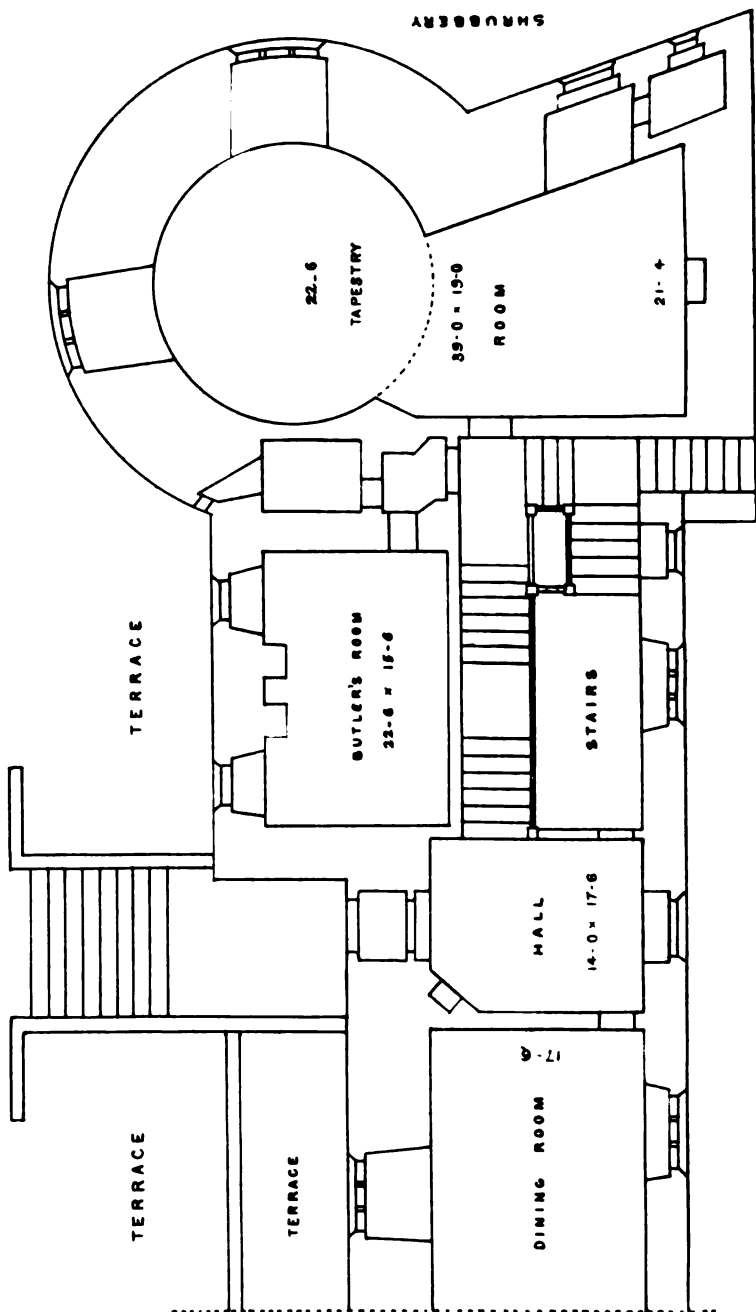 SHRUBBERY
22-6
TAPESTRY
39-0 × 19-0
ROOM
21-4
TERRACE
BUTLER'S ROOM
22-6 × 15-6
STAIRS
HALL
14-0 × 17-6
TERRACE
TERRACE
DINING ROOM
17-6